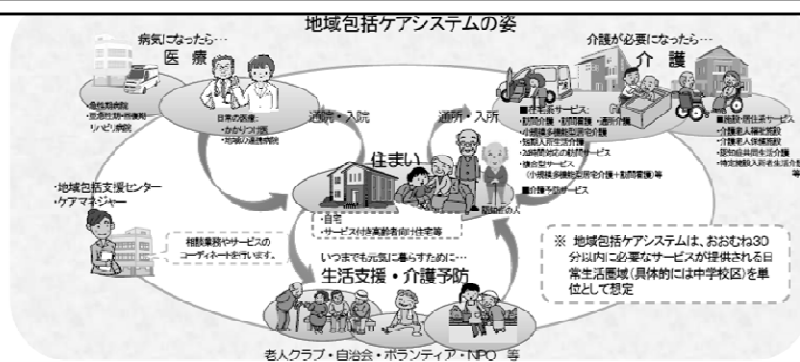 地域包括ケアシステムの姿
病気になったら…
医 療
・急性期病院
・亜急性期・回復期
リハビリ病院
日常の医療:
・かかりつけ医
・地域の連携病院
通院・入院
通所・入所
介護が必要になったら…
介 護
■在宅系サービス:
・訪問介護・訪問看護・通所介護
・小規模多機能型居宅介護
・短期入所生活介護
・24時間対応の訪問サービス
・複合型サービス
(小規模多機能型居宅介護+訪問看護)等
■介護予防サービス
■施設・居住系サービス
・介護老人福祉施設
・介護老人保健施設
・認知症共同生活介護
・特定施設入所者生活介護
等
住まい
認知症の人
・自宅
・サービス付き高齢者向け住宅等
・地域包括支援センター
・ケアマネジャー
相談業務やサービスの
コーディネートを行います。
いつまでも元気に暮らすために…
生活支援・介護予防
老人クラブ・自治会・ボランティア・NPO 等
※ 地域包括ケアシステムは、おおむね30
分以内に必要なサービスが提供される日
常生活圏域(具体的には中学校区)を単
位として想定